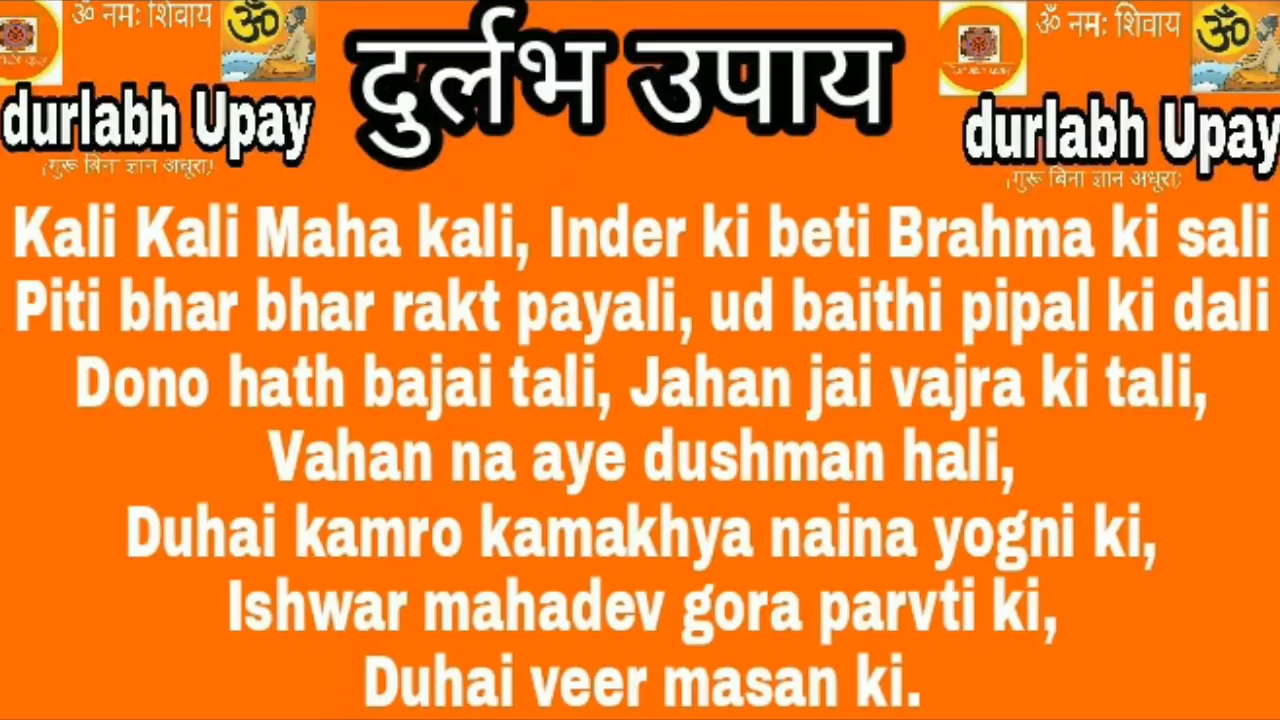 ॐ नमः शिवाय
दुर्लभ उपाय
ॐ नमः शिवाय
durlabh Upay
durlabh Upay
(गुरू बिना ज्ञान अधूरा)
(गुरू बिना ज्ञान अधूरा)
Kali Kali Maha kali, Inder ki beti Brahma ki sali
Piti bhar bhar rakt payali, ud baithi pipal ki dali
Dono hath bajai tali, Jahan jai vajra ki tali,
Vahan na aye dushman hali,
Duhai kamro kamakhya naina yogni ki,
Ishwar mahadev gora parvti ki,
Duhai veer masan ki.